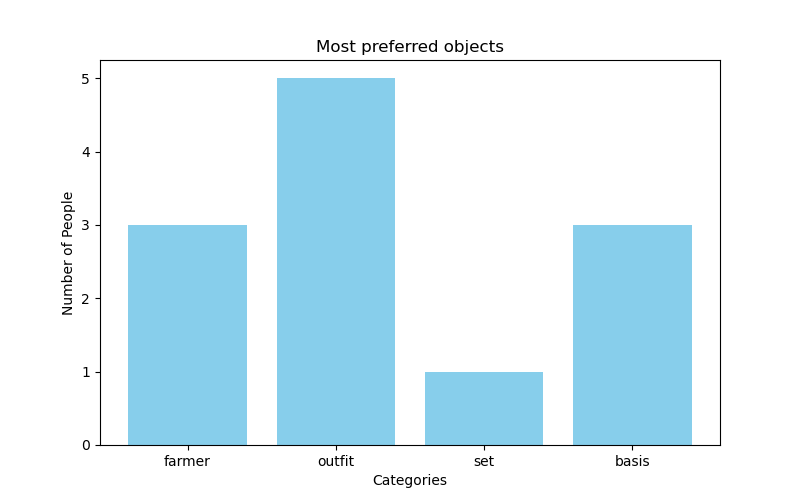 Most preferred objects
Number of People
5
4
3
2
1
0
farmer outfit set basis
Categories